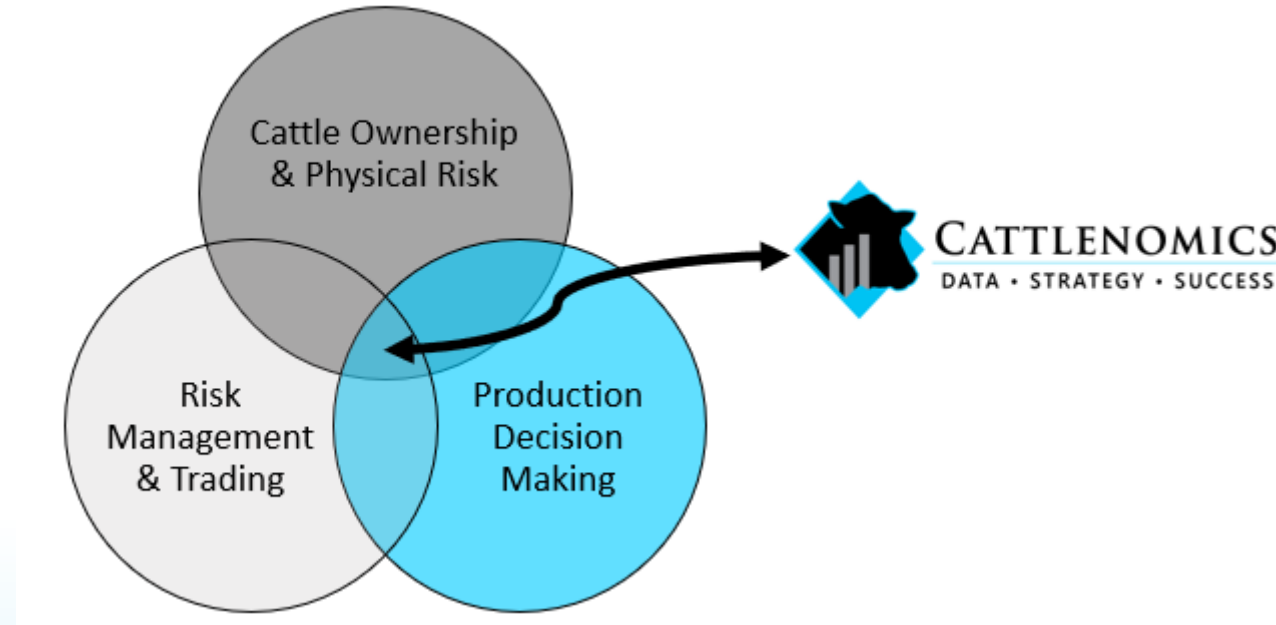 Cattle Ownership
& Physical Risk
Risk
Management
& Trading
Production
Decision
Making
CATTLENOMICS
DATA • STRATEGY • SUCCESS